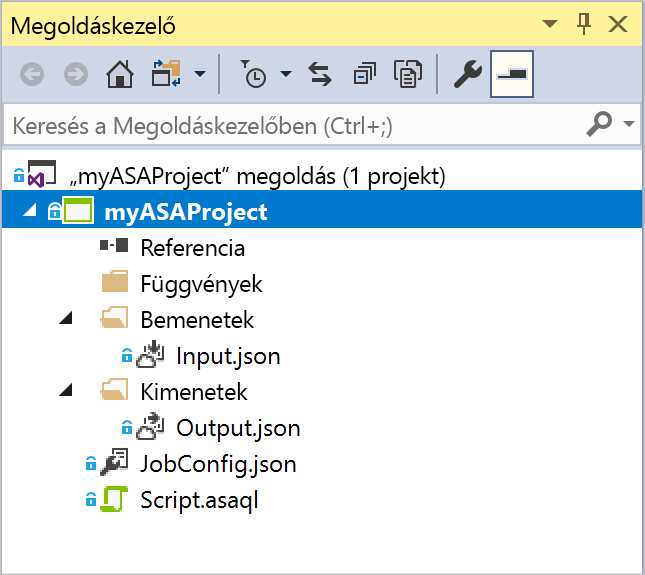 Megoldáskezelő
Keresés a Megoldáskezelőben (Ctrl+;)
„myASAProject” megoldás (1 projekt)
myASAProject
Referencia
Függvények
Bemenetek
Input.json
Kimenetek
Output.json
JobConfig.json
Script.asaql